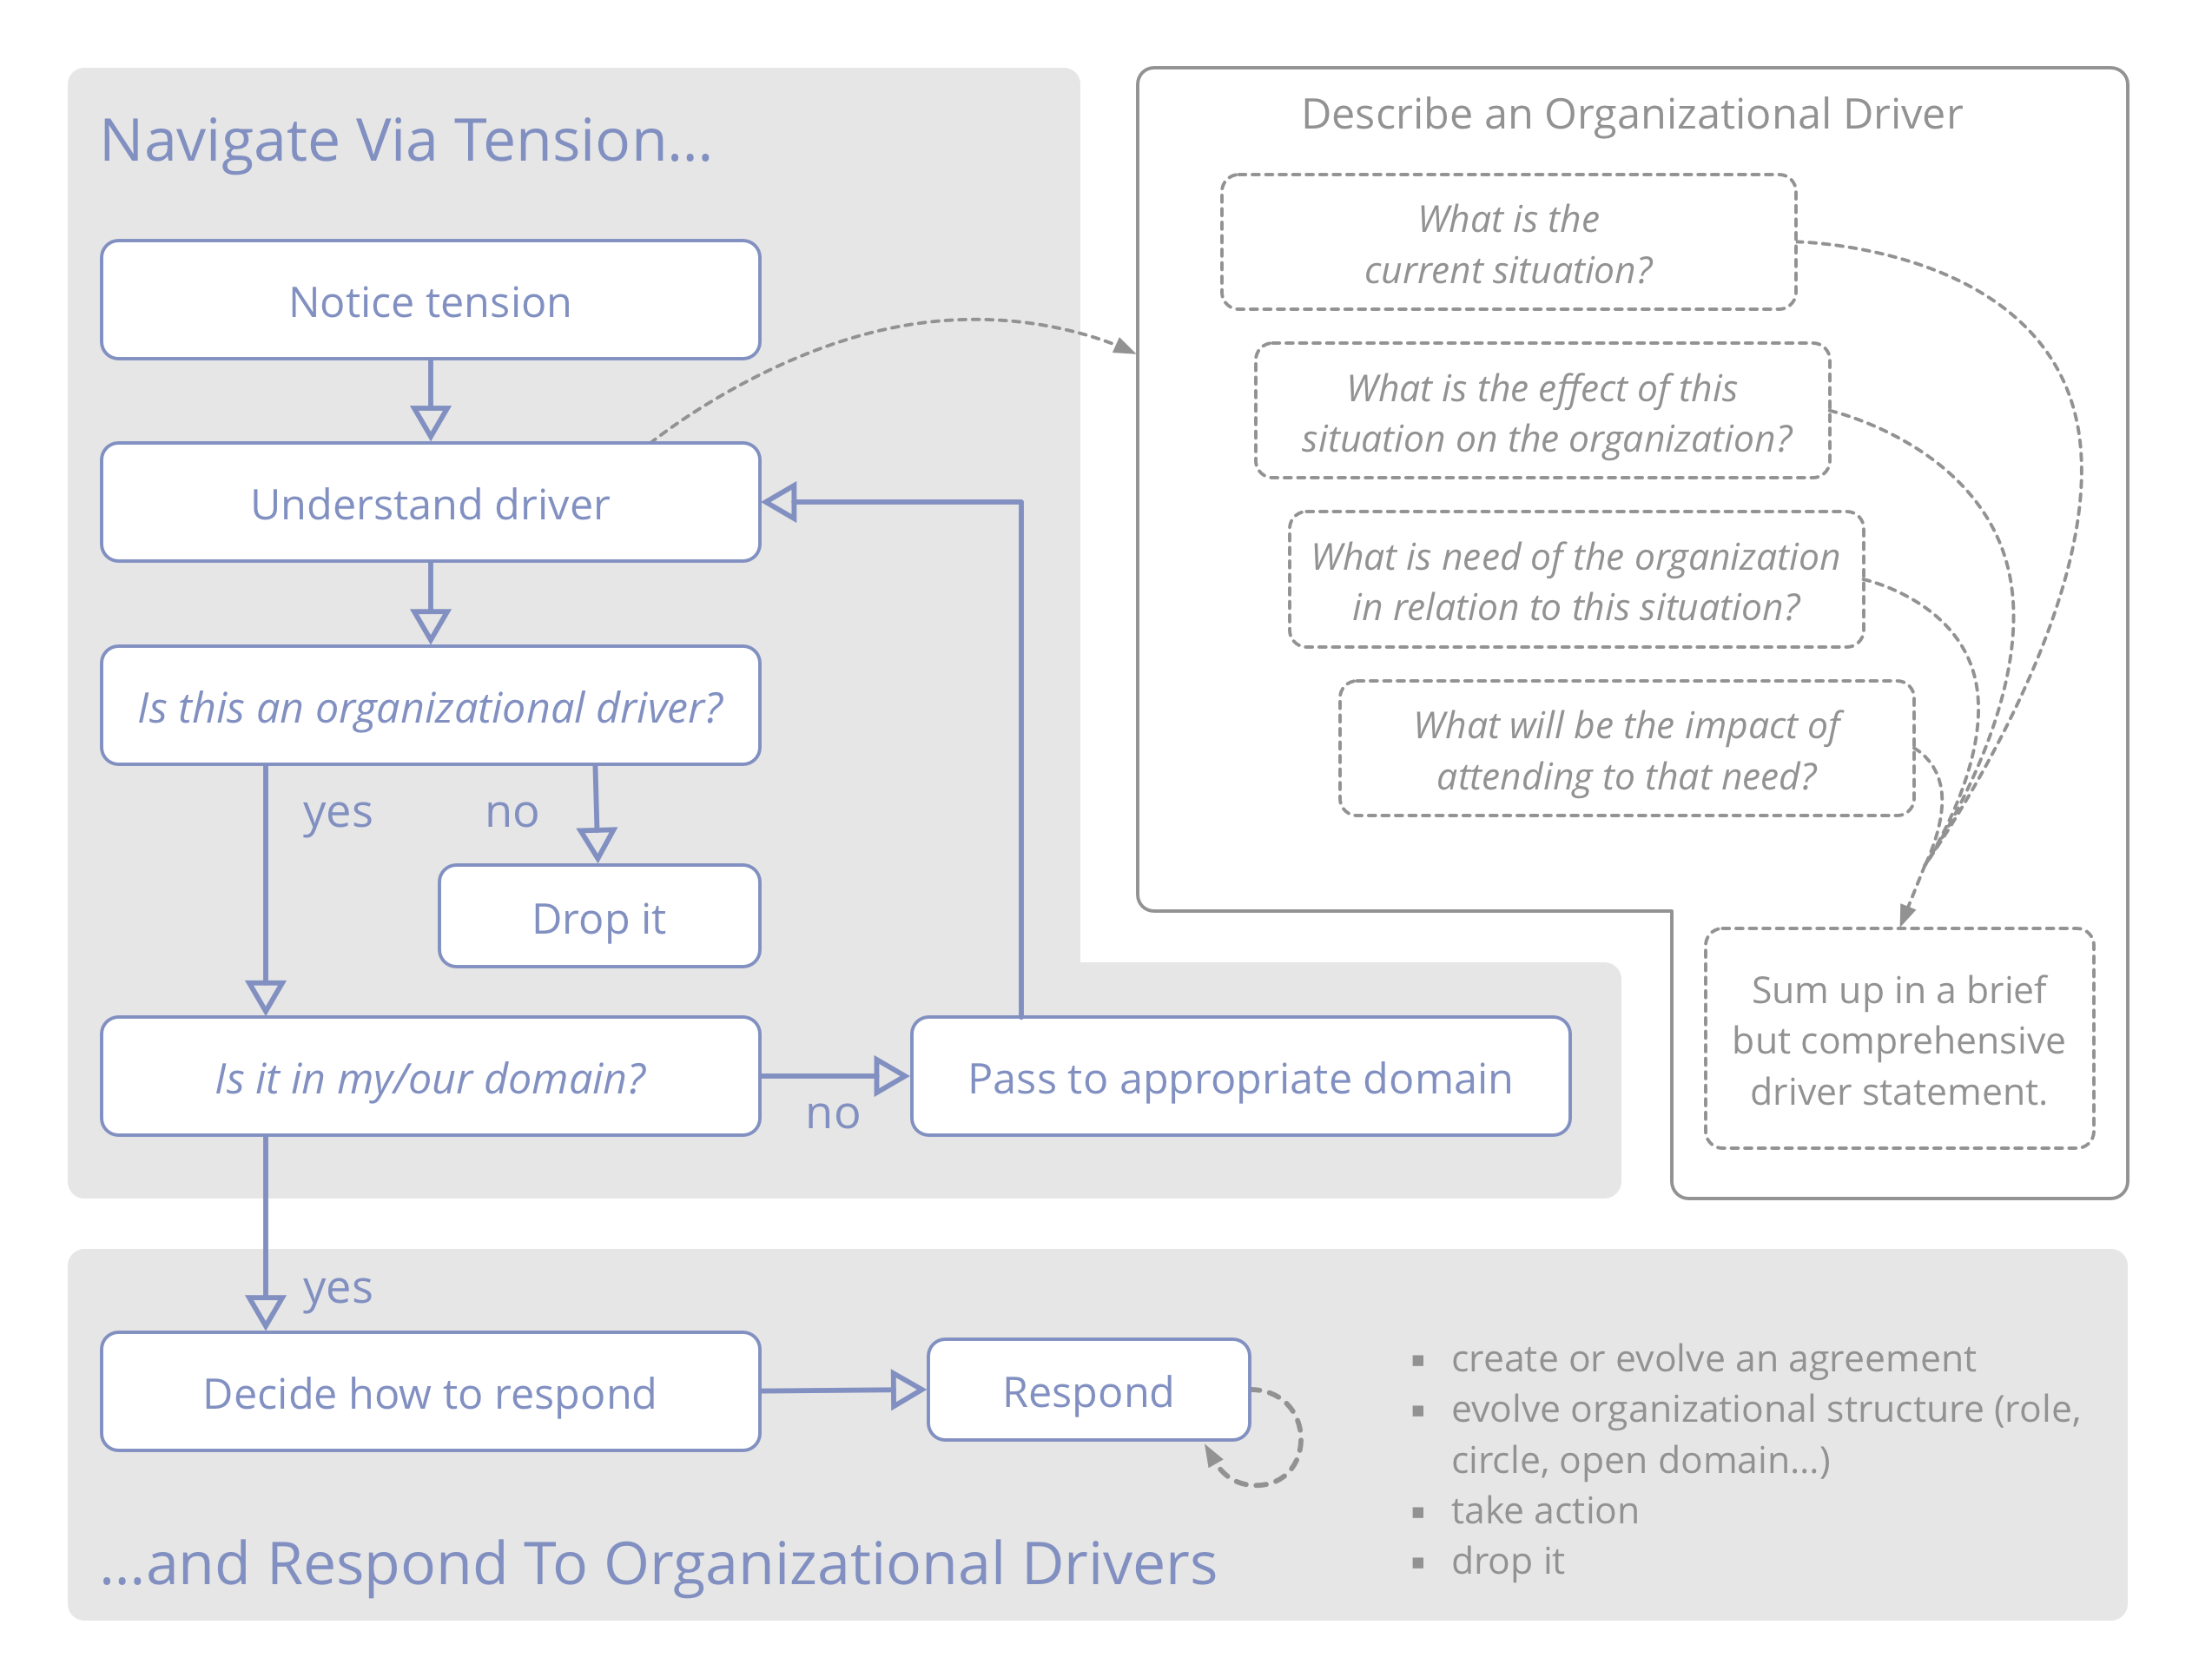 Navigate Via Tension...
Notice tension
Understand driver
Is this an organizational driver?
yes
no
Drop it
Is it in my/our domain?
no
Pass to appropriate domain
Describe an Organizational Driver
What is the
current situation?
What is the effect of this
situation on the organization?
What is need of the organization
in relation to this situation?
What will be the impact of
attending to that need?
Sum up in a brief
but comprehensive
driver statement.
yes
Decide how to respond
Respond
▪ create or evolve an agreement
▪ evolve organizational structure (role,
circle, open domain...)
▪ take action
▪ drop it
...and Respond To Organizational Drivers